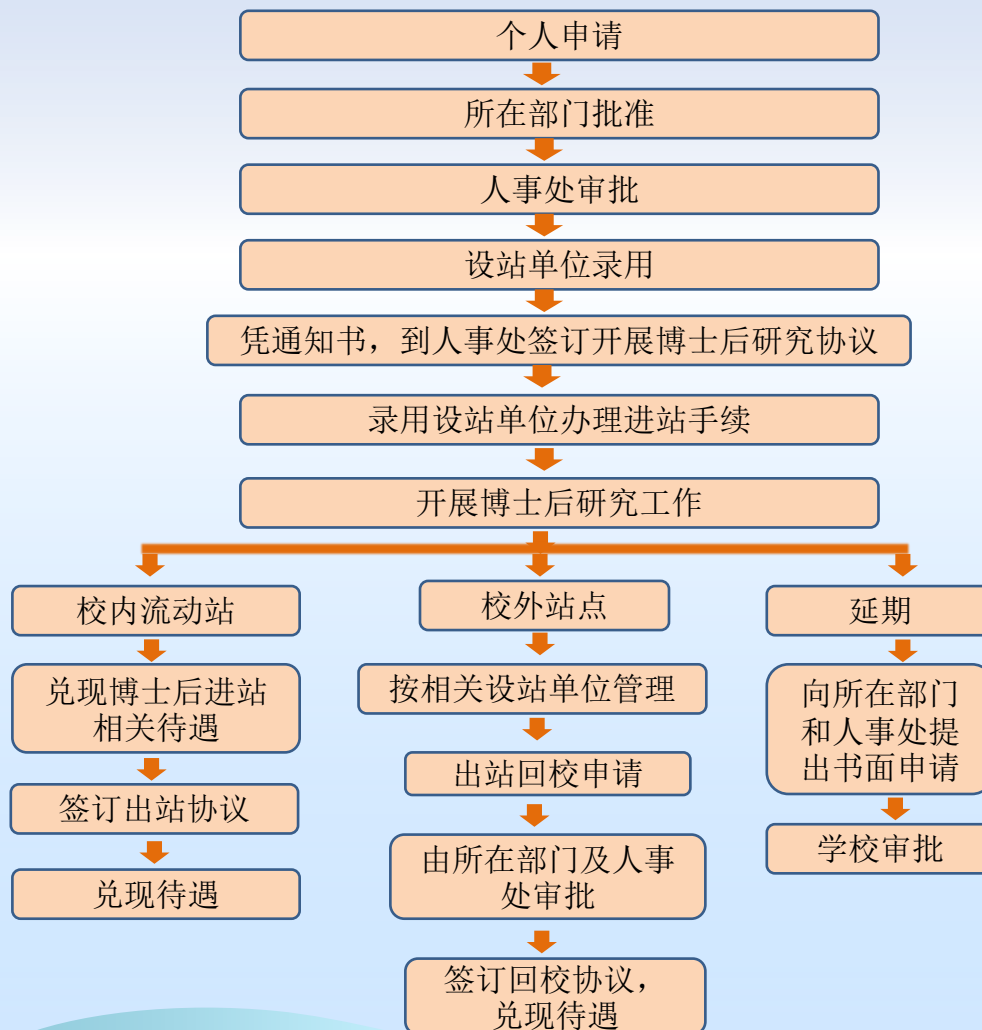 个人申请
所在部门批准
人事处审批
设站单位录用
凭通知书，到人事处签订开展博士后研究协议
录用设站单位办理进站手续
开展博士后研究工作
校内流动站
兑现博士后进站
相关待遇
签订出站协议
兑现待遇
校外站点
按相关设站单位管理
出站回校申请
由所在部门及人事
处审批
签订回校协议，
兑现待遇
延期
向所在部门
和人事处提
出书面申请
学校审批